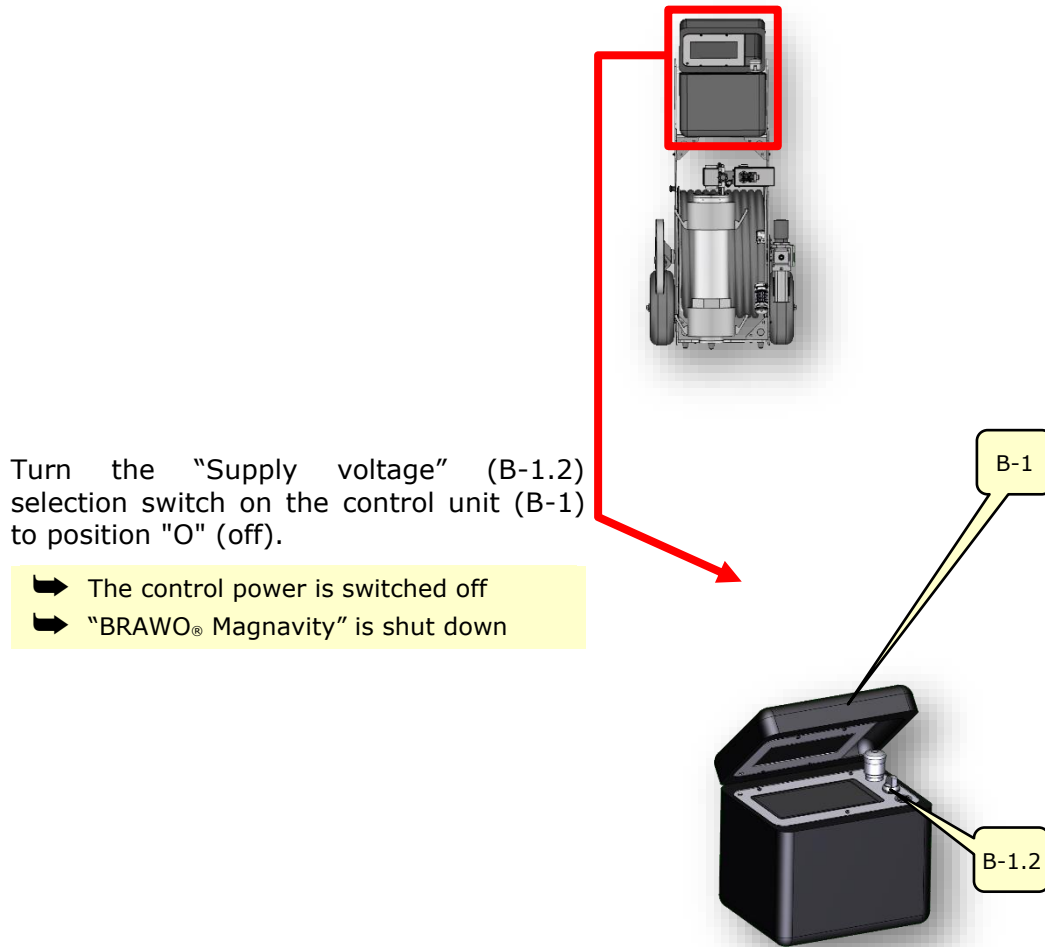 B-1
Turn the “Supply voltage” (B-1.2)
selection switch on the control unit (B-1)
to position "O" (off).
The control power is switched off
“BRAWO® Magnavity” is shut down
B-1.2